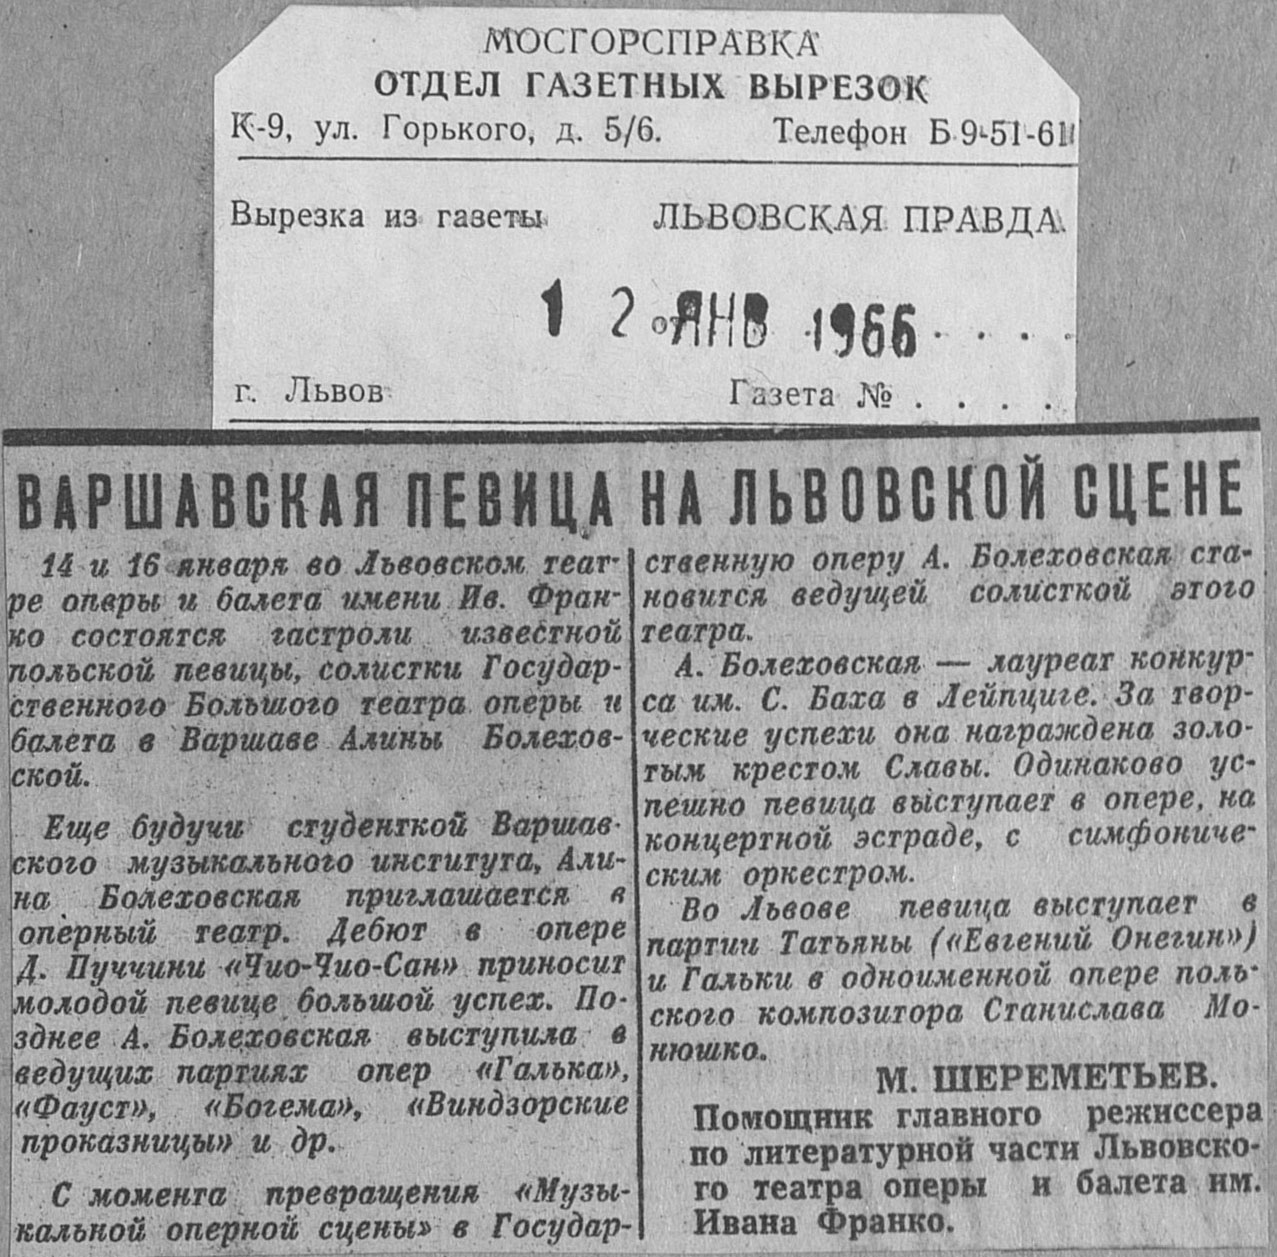 МОСГОРСПРАВКА
ОТДЕЛ ГАЗЕТНЫХ ВЫРЕЗОК
К-9, ул. Горького, д. 5/6. Телефон Б 9-51-61
Вырезка из газеты ЛЬВОВСКАЯ ПРАВДА.
1 2 от ЯНВ 1966 . . . .
г. Львов Газета № . . . .
ВАРШАВСКАЯ ПЕВИЦА НА ЛЬВОВСКОЙ СЦЕНЕ
14 и 16 января во Львовском теат-
ре оперы и балета имени Ив. Фран-
ко состоятся гастроли известной
польской певицы, солистки Государ-
ственного Большого театра оперы и
балета в Варшаве Алины Болехов-
ской.
Еще будучи студенткой Варшав-
ского музыкального института, Али-
на Болеховская приглашается в
оперный театр. Дебют в опере
Д. Пуччини «Чио-Чио-Сан» приносит
молодой певице большой успех. По-
зднее А. Болеховская выступила в
ведущих партиях опер «Галька»,
«Фауст», «Богема», «Виндзорские
проказницы» и др.
С момента превращения «Музы-
кальной оперной сцены» в Государ-
ственную оперу А. Болеховская ста-
новится ведущей солисткой этого
театра.
А. Болеховская — лауреат конкур-
са им. С. Баха в Лейпциге. За твор-
ческие успехи она награждена золо-
тым крестом Славы. Одинаково ус-
пешно певица выступает в опере, на
концертной эстраде, с симфониче-
ским оркестром.
Во Львове певица выступает в
партии Татьяны («Евгений Онегин»)
и Гальки в одноименной опере поль-
ского композитора Станислава Мо-
нюшко.
М. ШЕРЕМЕТЬЕВ.
Помощник главного режиссера
по литературной части Львовско-
го театра оперы и балета им.
Ивана Франко.